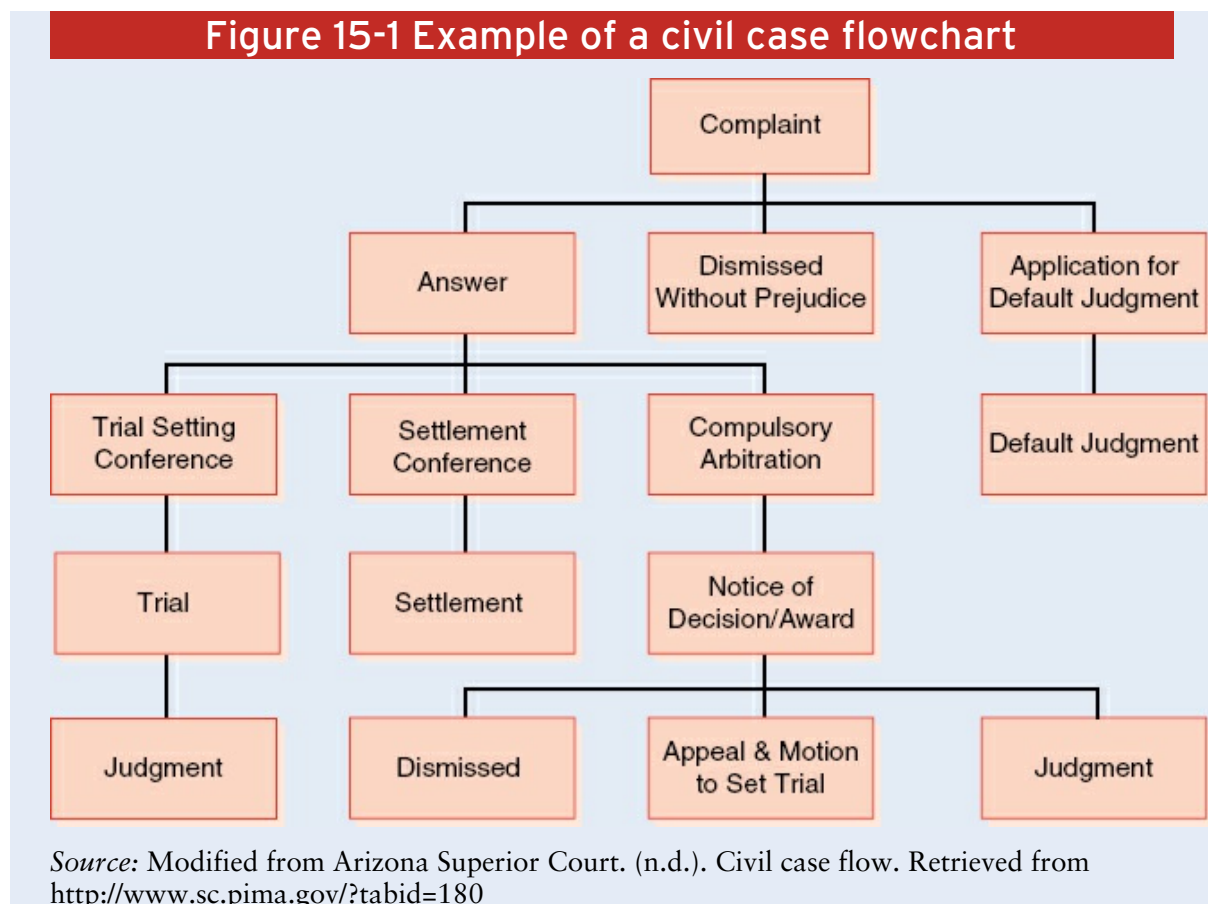 Figure 15-1 Example of a civil case flowchart
Complaint
Answer
Dismissed
Without Prejudice
Application for
Default Judgment
Trial Setting
Conference
Settlement
Conference
Compulsory
Arbitration
Default Judgment
Trial
Settlement
Notice of
Decision/Award
Judgment
Dismissed
Appeal & Motion
to Set Trial
Judgment
Source: Modified from Arizona Superior Court. (n.d.). Civil case flow. Retrieved from
http://www.sc.pima.gov/?tabid=180